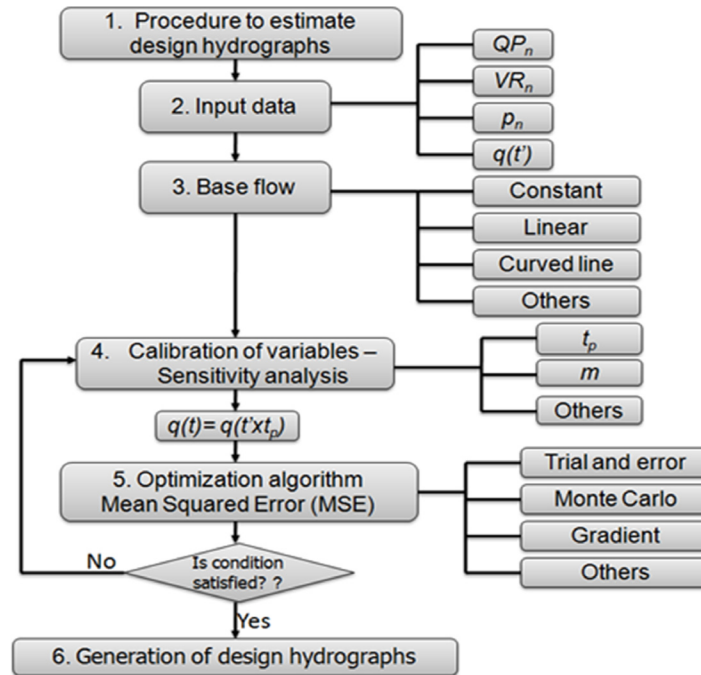 1. Procedure to estimate
design hydrographs
2. Input data
QPn
VRn
pn
q(t')
3. Base flow
Constant
Linear
Curved line
Others
4. Calibration of variables –
Sensitivity analysis
tp
m
Others
q(t)= q(t'xtp)
5. Optimization algorithm
Mean Squared Error (MSE)
Trial and error
Monte Carlo
Gradient
Others
No
Is condition
satisfied? ?
Yes
6. Generation of design hydrographs